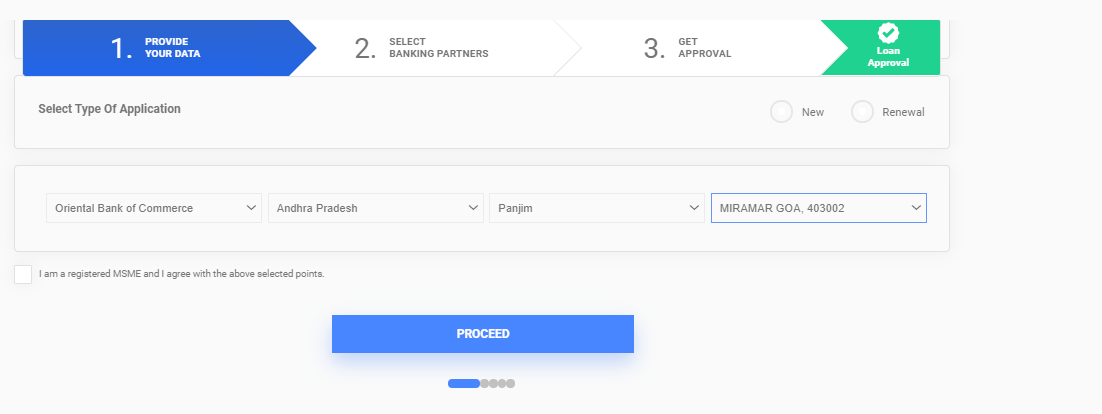 1. PROVIDE
YOUR DATA
2. SELECT
BANKING PARTNERS
3. GET
APPROVAL
Loan
Approval
Select Type Of Application
New
Renewal
Oriental Bank of Commerce
Andhra Pradesh
Panjim
MIRAMAR GOA, 403002
I am a registered MSME and I agree with the above selected points.
PROCEED